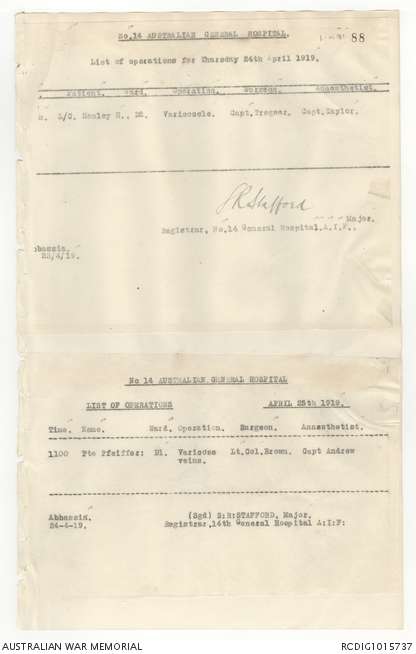 No.14 AUSTRALIAN GENERAL HOSPITAL.
88
List of operations for Thursday 24th April 1919.
Patient. Ward. Operation. Surgeon. Anaesthetist.
L/C. Henley H., D2. Varicocele. Capt.Tregear. Capt.Taylor.
SRStafford
Major.
Registrar, No.14 General Hospital,A.I.F..
bbassia.
23/4/19.
No 14 AUSTRALIAN GENERAL HOSPITAL
LIST OF OPERATIONS APRIL 25th 1919.
Time. Name. Ward. Operation. Surgeon. Anaesthetist.
1100 Pte Pfeiffer: D1. Varicose Lt.Col.Brown. Capt Andrew
veins.
Abbassia. (Sgd) S:R:STAFFORD, Major.
24-4-19. Registrar,14th General Hospital A:I:F:
AUSTRALIAN WAR MEMORIAL RCDIG1015737